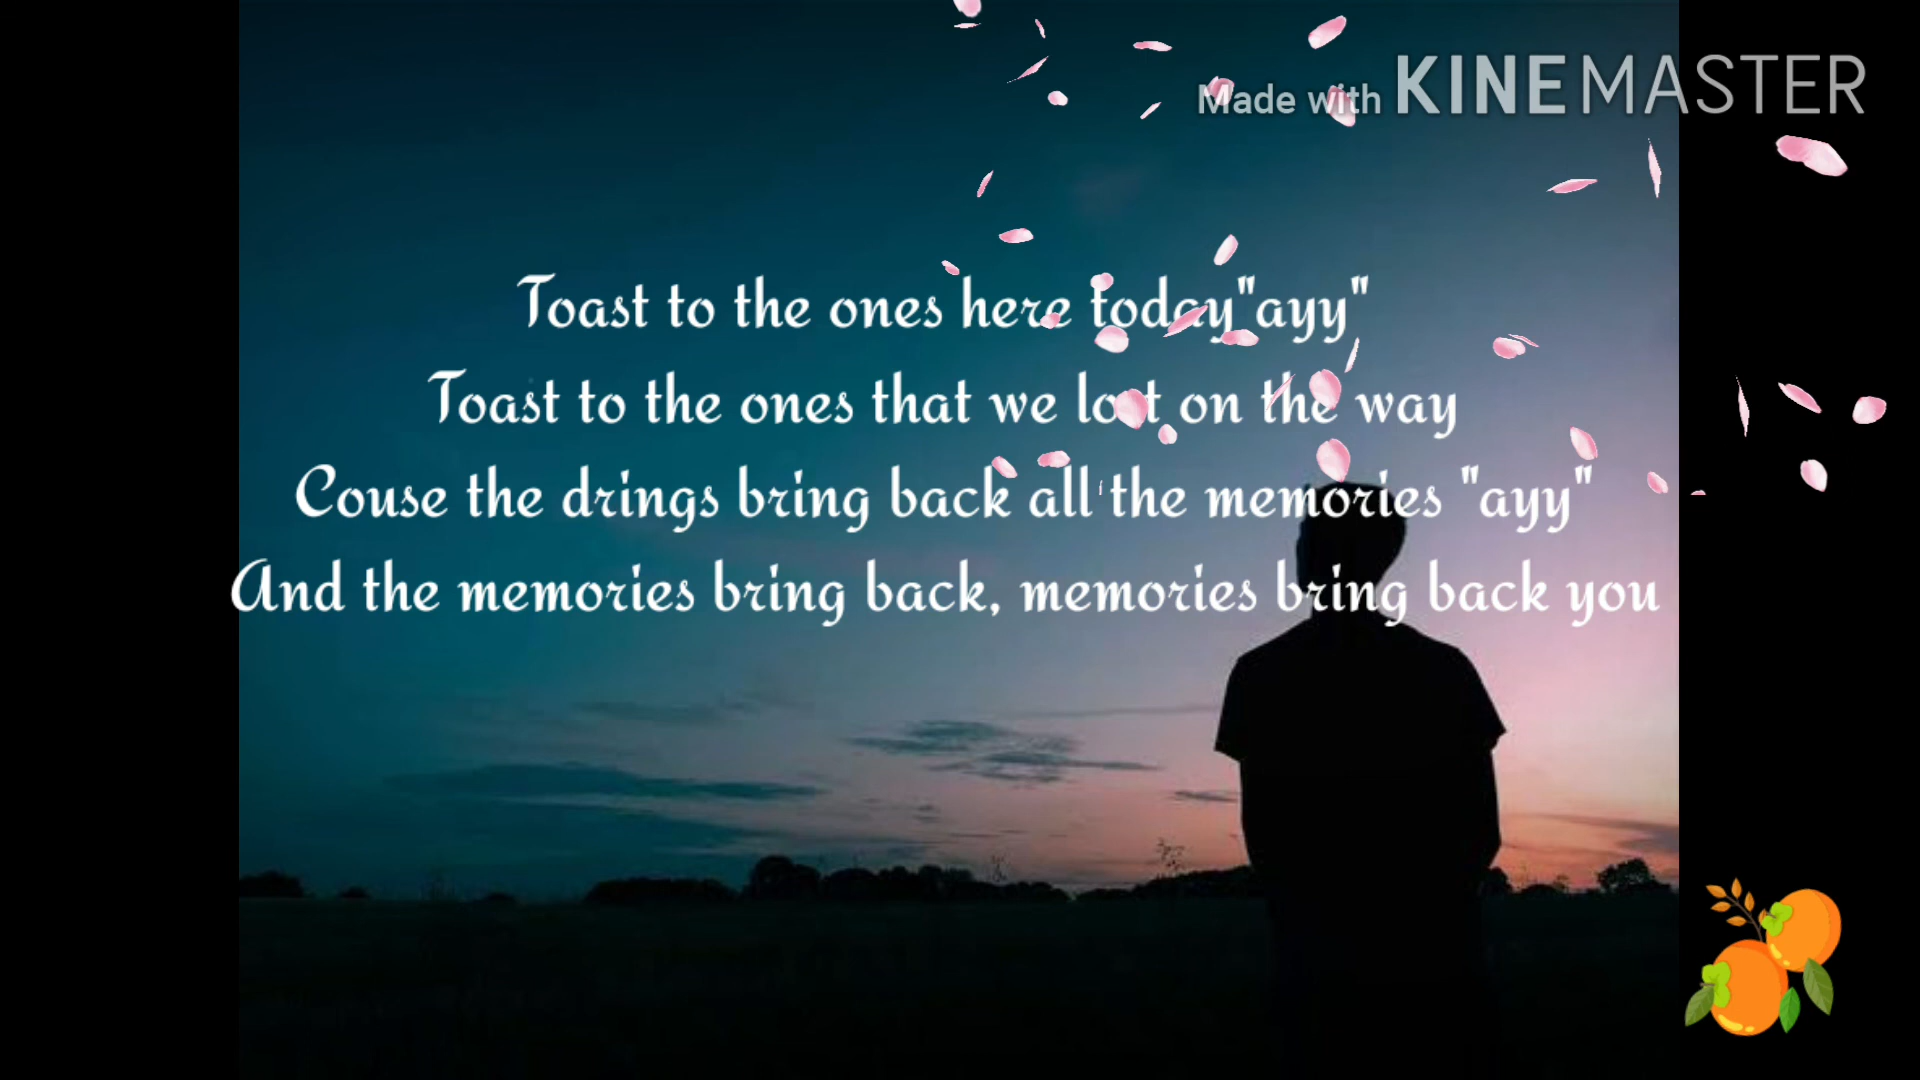 Made with KINEMASTER
Toast to the ones here today"ayy"
Toast to the ones that we lost on the way
Couse the drings bring back all the memories "ayy"
And the memories bring back, memories bring back you